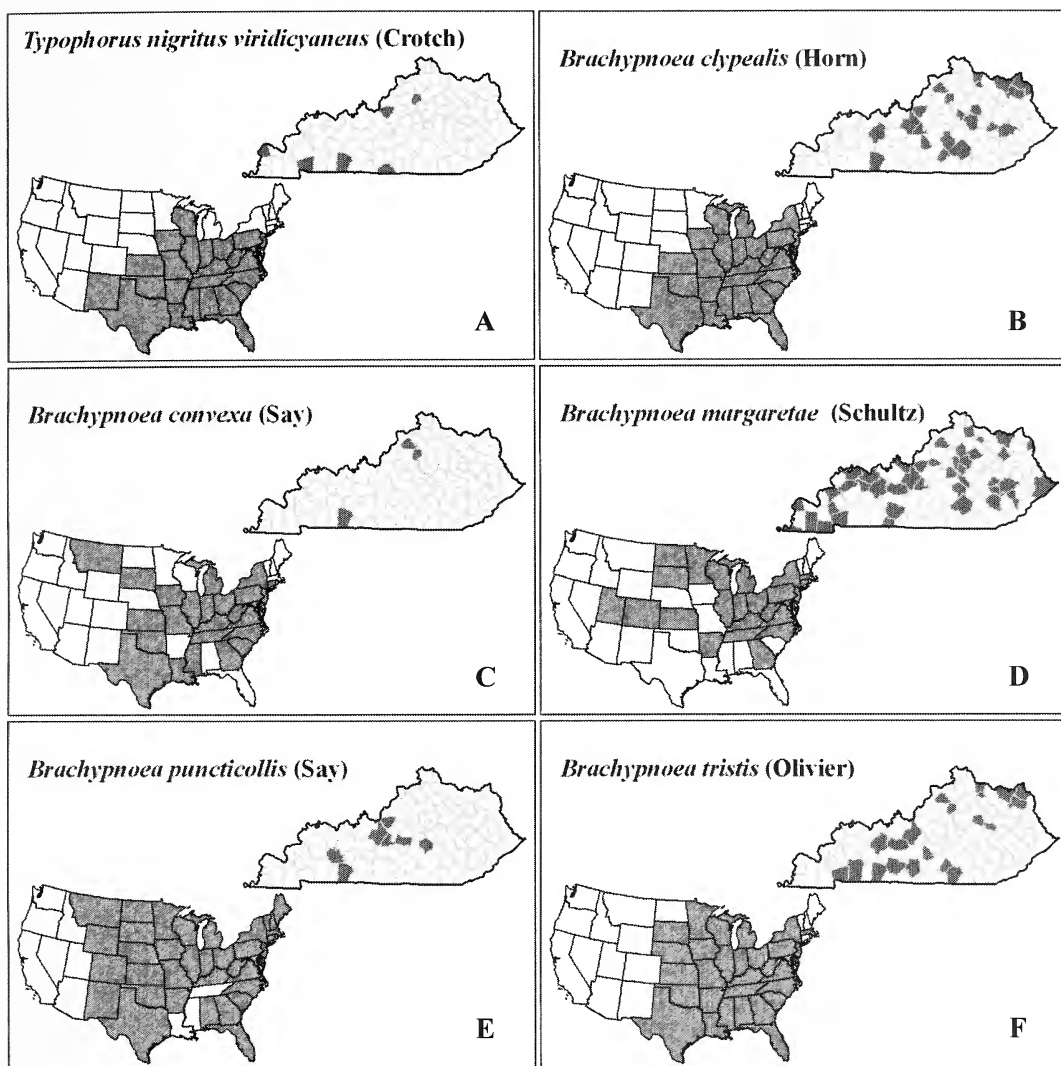 Typophorus nigritus viridicyaneus (Crotch)
A
Brachypnoea clypealis (Horn)
B
Brachypnoea convexa (Say)
C
Brachypnoea margaretae (Schultz)
D
Brachypnoea puncticollis (Say)
E
Brachypnoea tristis (Olivier)
F